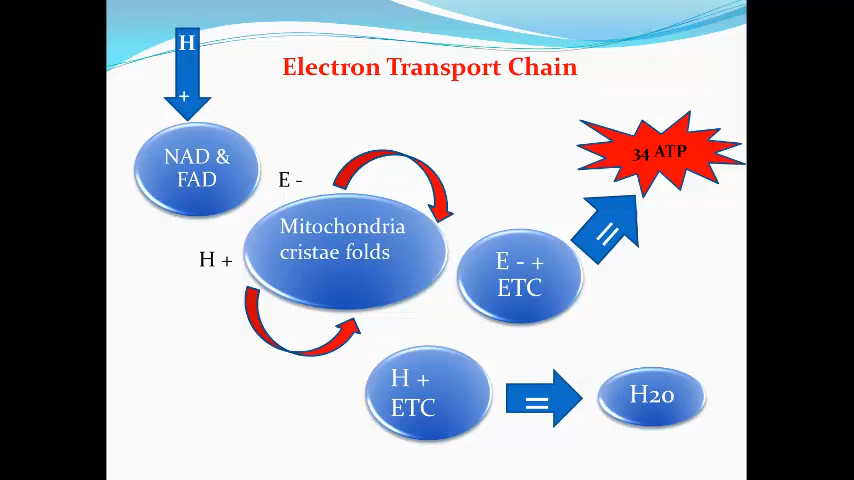 H
+
Electron Transport Chain
NAD &
FAD
E -
34 ATP
Mitochondria
cristae folds
H +
=
E - +
ETC
H +
ETC
=
H20